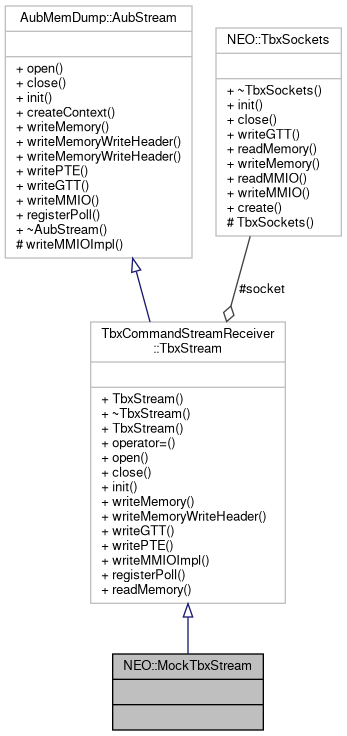 AubMemDump::AubStream
+ open()
+ close()
+ init()
+ createContext()
+ writeMemory()
+ writeMemoryWriteHeader()
+ writeMemoryWriteHeader()
+ writePTE()
+ writeGTT()
+ writeMMIO()
+ registerPoll()
+ ~AubStream()
# writeMMIOImpl()
NEO::TbxSockets
+ ~TbxSockets()
+ init()
+ close()
+ writeGTT()
+ readMemory()
+ writeMemory()
+ readMMIO()
+ writeMMIO()
+ create()
# TbxSockets()
#socket
TbxCommandStreamReceiver
::TbxStream
+ TbxStream()
+ ~TbxStream()
+ TbxStream()
+ operator=()
+ open()
+ close()
+ init()
+ writeMemory()
+ writeMemoryWriteHeader()
+ writeGTT()
+ writePTE()
+ writeMMIOImpl()
+ registerPoll()
+ readMemory()
NEO::MockTbxStream